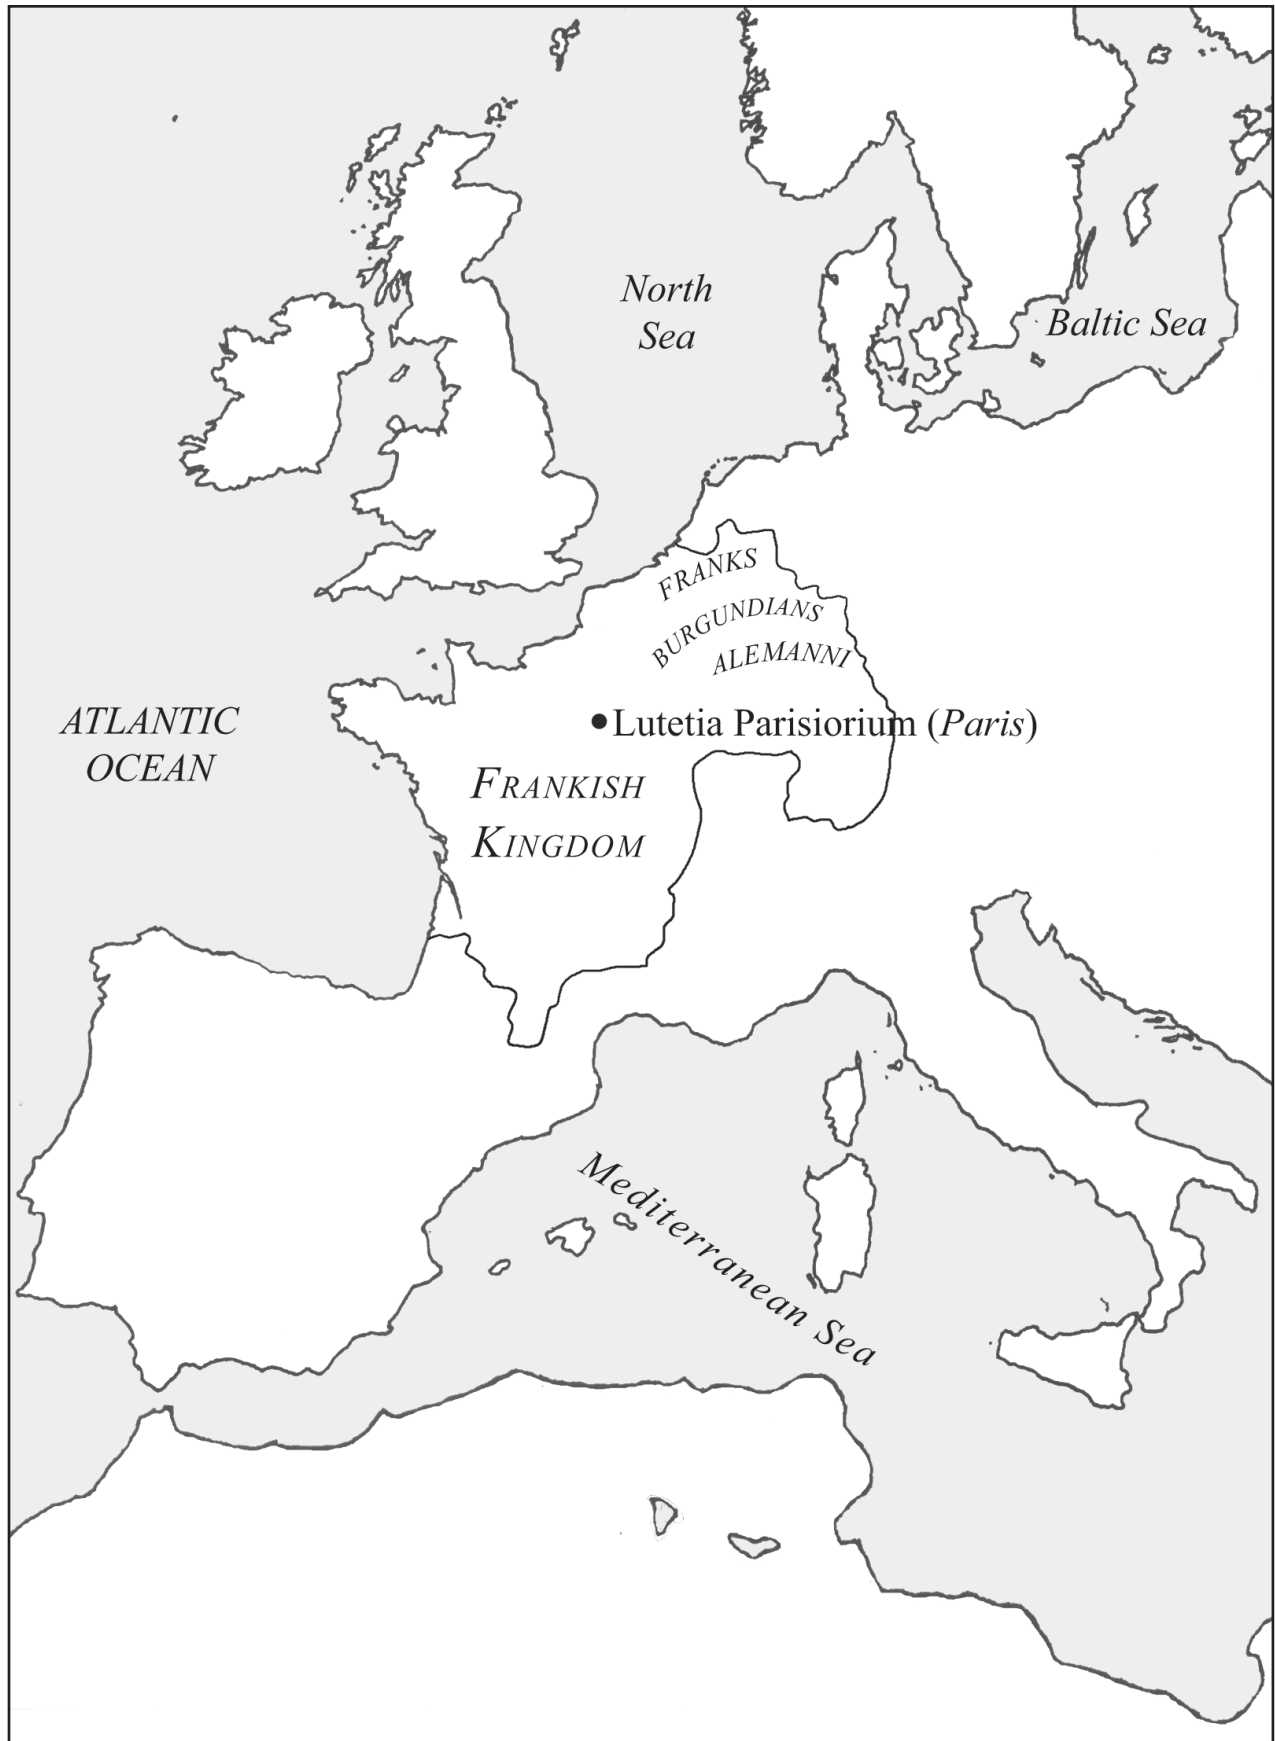 North
Sea
Baltic Sea
FRANKS
BURGUNDIANS
ALEMANNI
ATLANTIC
OCEAN
Lutetia Parisiorium (Paris)
FRANKISH
KINGDOM
Mediterranean Sea